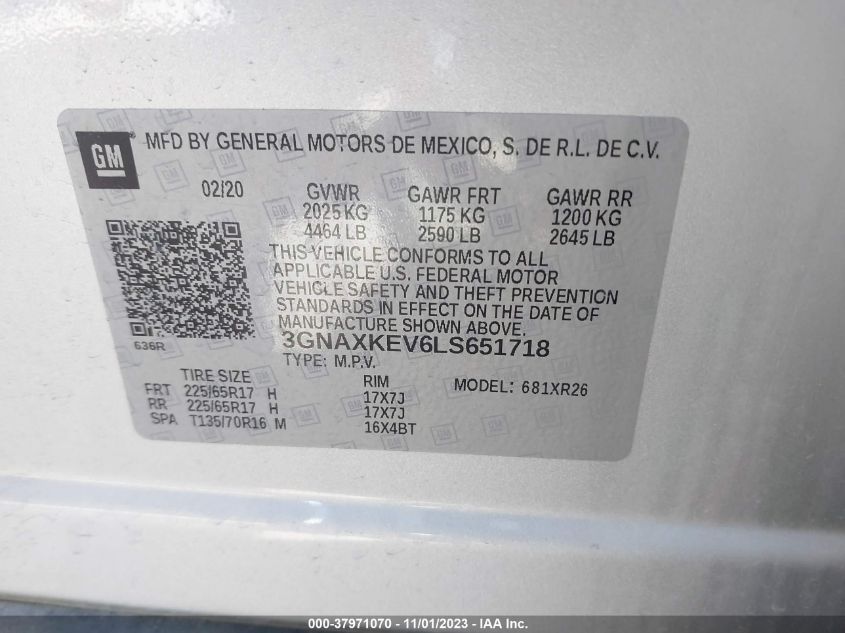 GM
MFD BY GENERAL MOTORS DE MEXICO, S. DE R.L. DE C.V.
02/20 GVWR GAWR FRT GAWR RR
2025 KG 1175 KG 1200 KG
4464 LB 2590 LB 2645 LB
THIS VEHICLE CONFORMS TO ALL
APPLICABLE U.S. FEDERAL MOTOR
VEHICLE SAFETY AND THEFT PREVENTION
STANDARDS IN EFFECT ON THE DATE OF
MANUFACTURE SHOWN ABOVE.
636R 3GNAXKEV6LS651718
TYPE: M.P.V.
TIRE SIZE RIM MODEL: 681XR26
FRT 225/65R17 H 17X7J
RR 225/65R17 H 17X7J
SPA T135/70R16 M 16X4BT
000-37971070 - 11/01/2023 - IAA Inc.